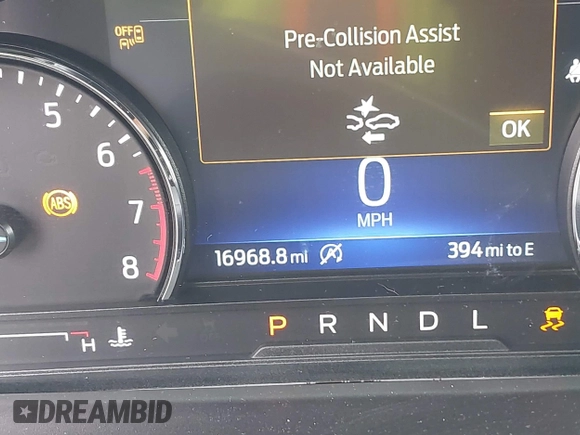 OFF
Pre-Collision Assist
Not Available
OK
5
6
7
8
ABS
0
MPH
16968.8 mi
A
394 mi to E
H
P R N D L
DREAMBID